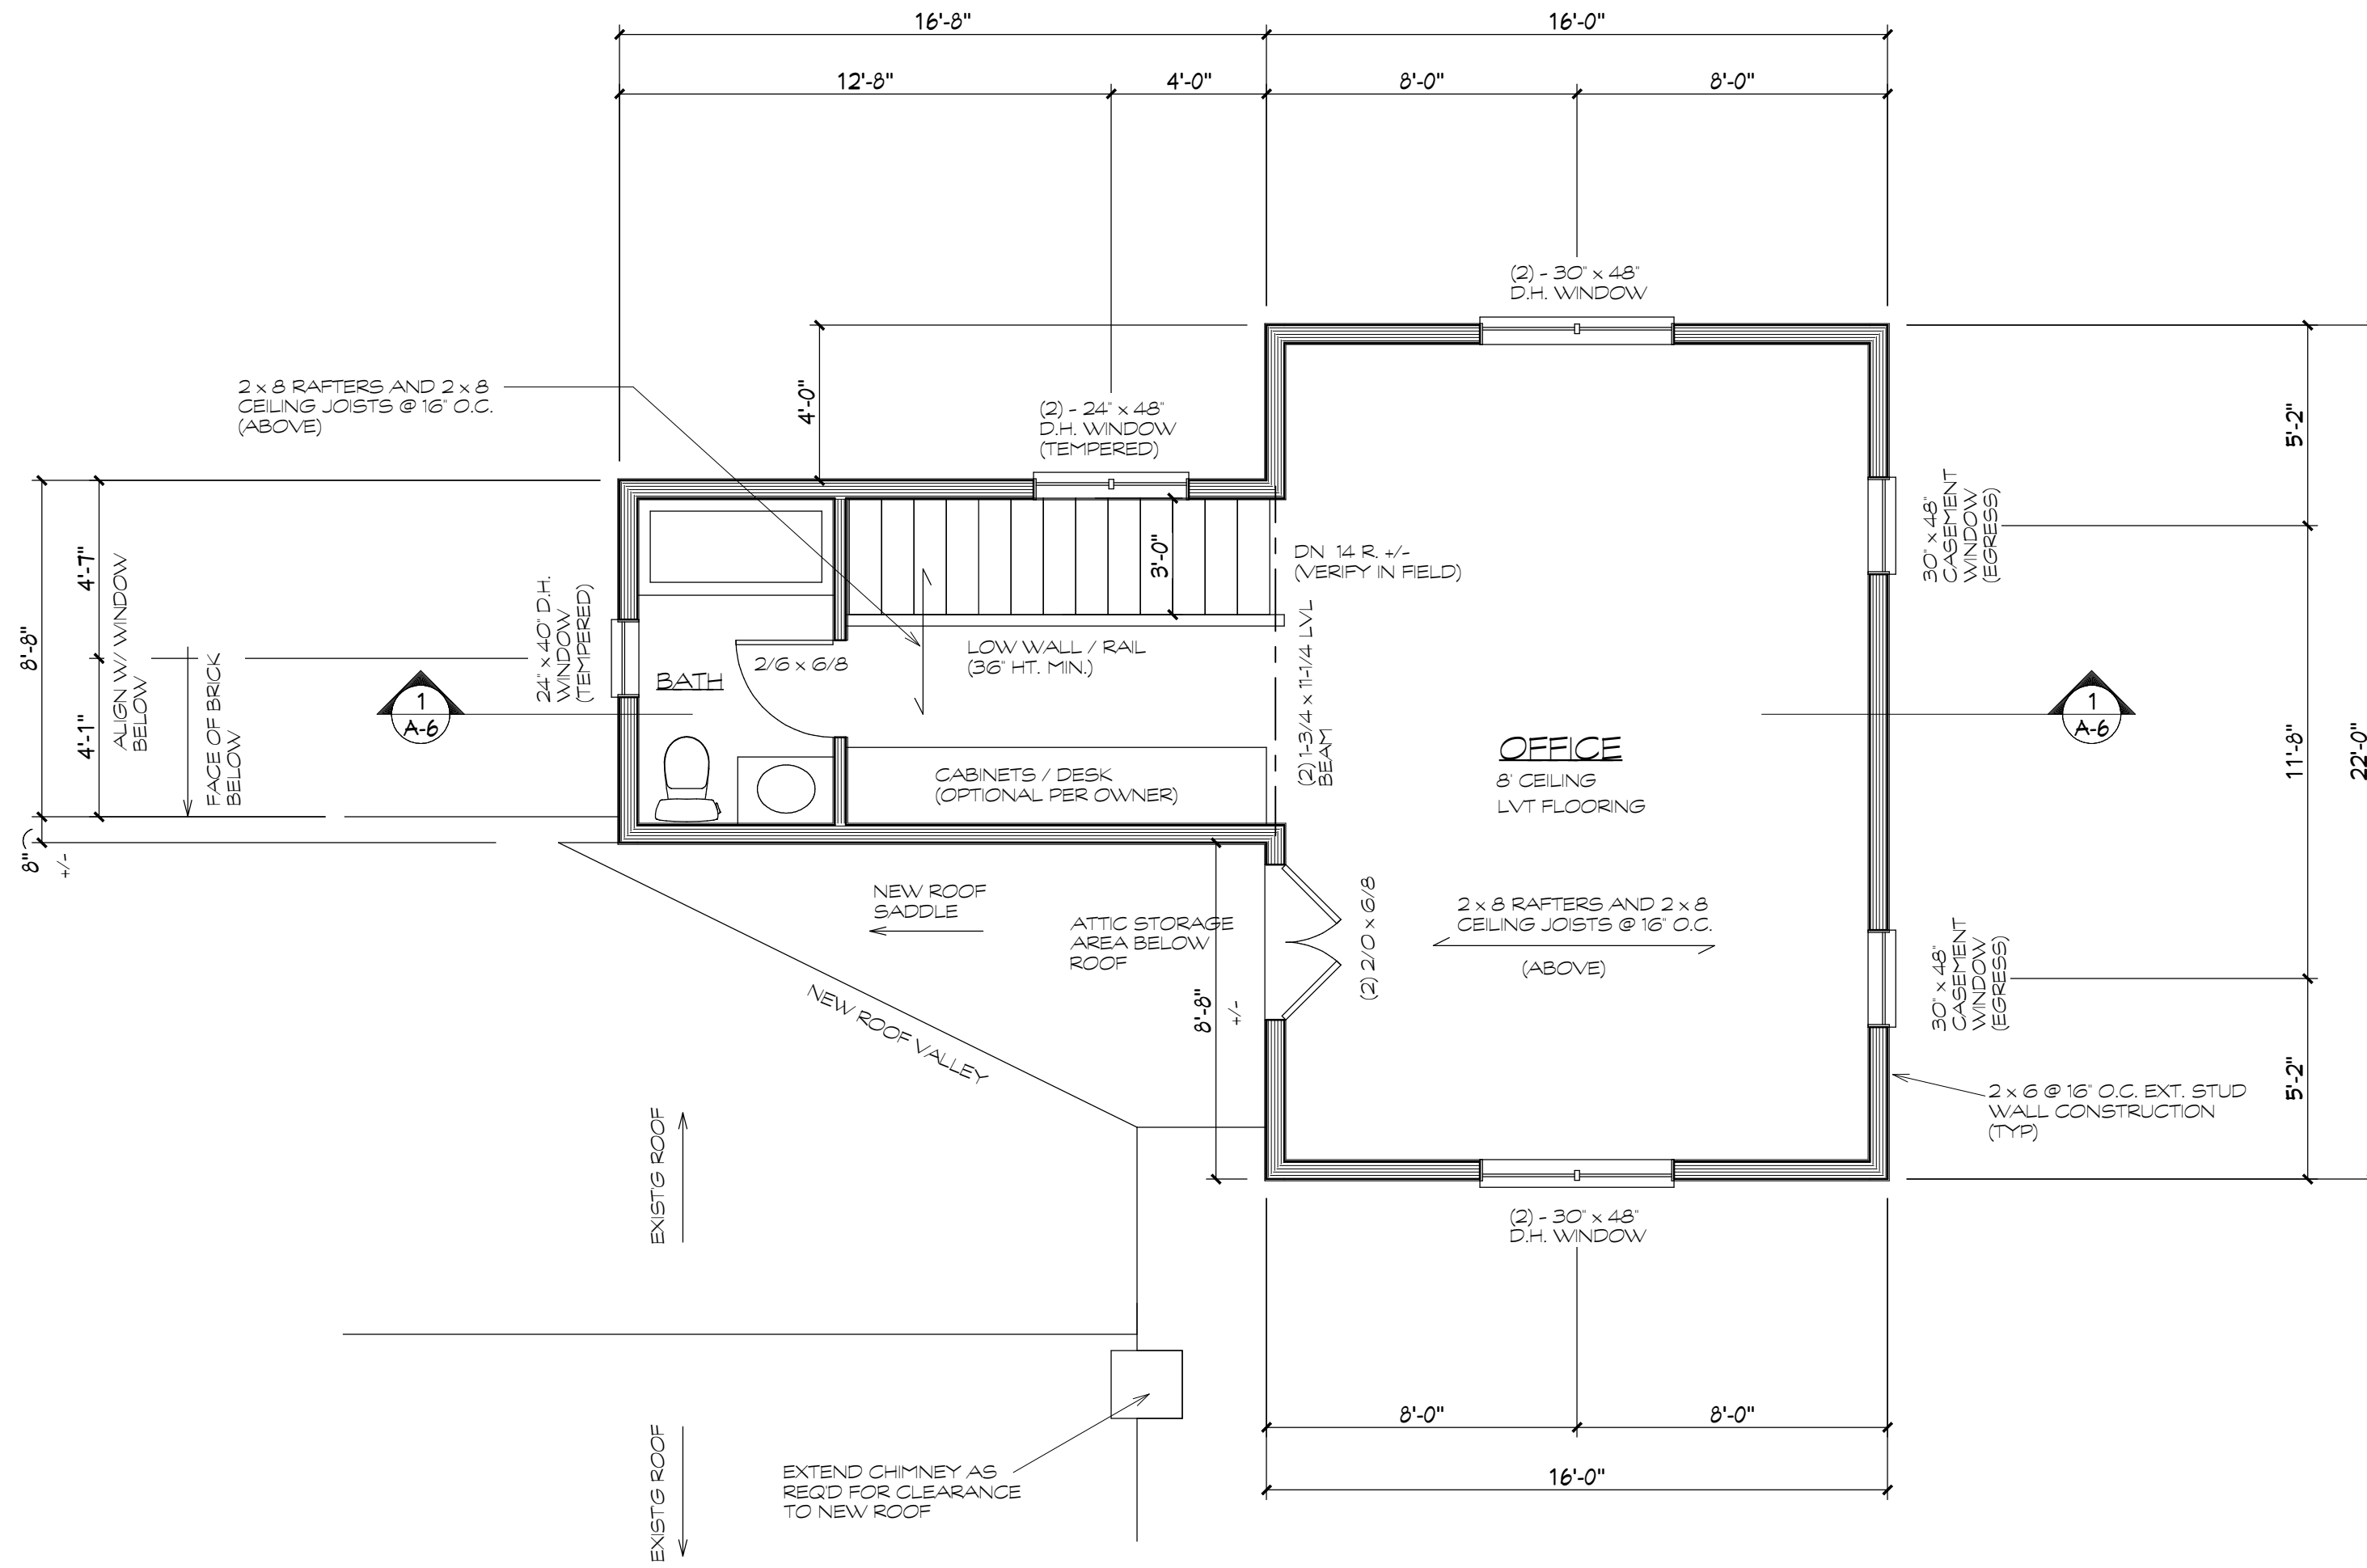 16'-8"
16'-0"
12'-8"
4'-0"
8'-0"
8'-0"
(2) - 30" x 48"
D.H. WINDOW
2 x 8 RAFTERS AND 2 x 8
CEILING JOISTS @ 16" O.C.
(ABOVE)
4'-0"
(2) - 24" x 48"
D.H. WINDOW
(TEMPERED)
5'-2"
30" x 48"
CASEMENT
WINDOW
(EGRESS)
8'-8"
4'-7"
4'-1"
ALIGN W/ WINDOW
BELOW
FACE OF BRICK
BELOW
24" x 40" D.H.
WINDOW
(TEMPERED)
3'-0"
DN 14 R. +/-
(VERIFY IN FIELD)
LOW WALL / RAIL
(36" HT. MIN.)
2/6 x 6/8
BATH
(2) 1-3/4 x 11-1/4 LVL
BEAM
1
A-6
1
A-6
OFFICE
8' CEILING
LVT FLOORING
11'-8"
22'-0"
CABINETS / DESK
(OPTIONAL PER OWNER)
8"
+/-
NEW ROOF
SADDLE
ATTIC STORAGE
AREA BELOW
ROOF
(2) 2/0 x 6/8
2 x 8 RAFTERS AND 2 x 8
CEILING JOISTS @ 16" O.C.
(ABOVE)
30" x 48"
CASEMENT
WINDOW
(EGRESS)
8'-8"
+/-
NEW ROOF VALLEY
5'-2"
2 x 6 @ 16" O.C. EXT. STUD
WALL CONSTRUCTION
(TYP)
EXIST'G ROOF
(2) - 30" x 48"
D.H. WINDOW
8'-0"
8'-0"
16'-0"
EXIST'G ROOF
EXTEND CHIMNEY AS
REQ'D FOR CLEARANCE
TO NEW ROOF